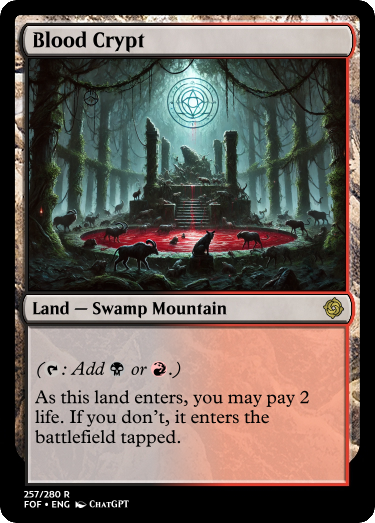 Blood Crypt
Land — Swamp Mountain
(: Add or .)
As this land enters, you may pay 2
life. If you don't, it enters the
battlefield tapped.
257/280 R
FOF • ENG ChatGPT